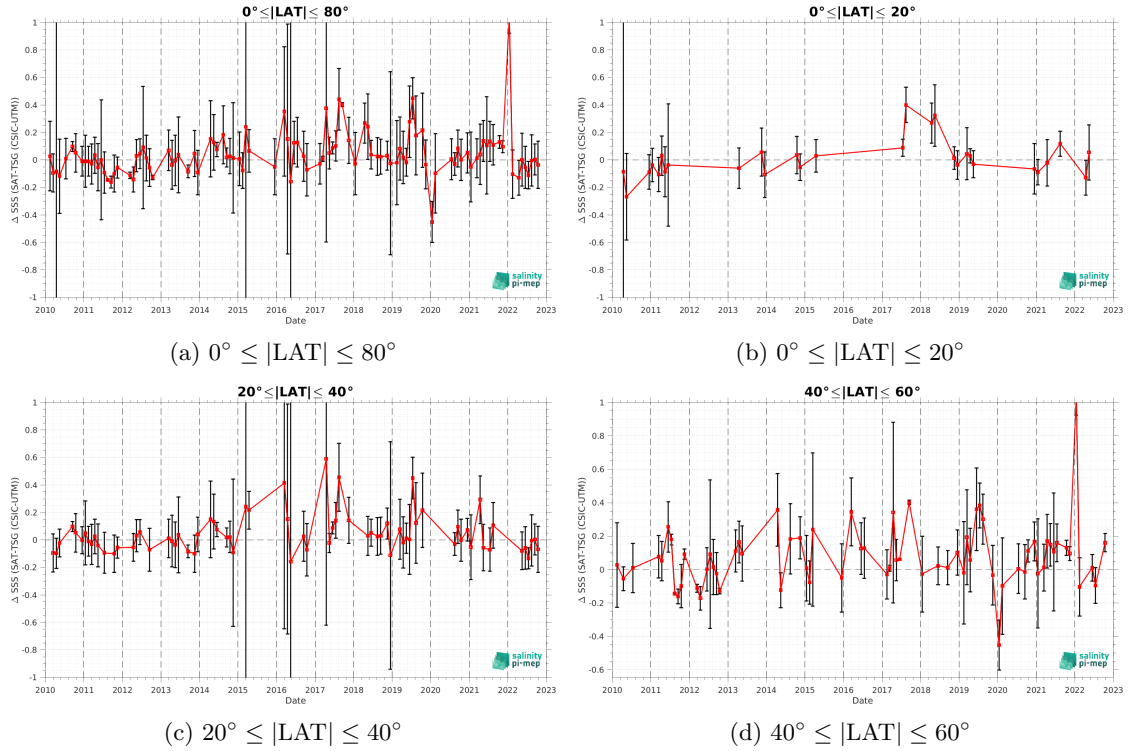 0°≤|LAT|≤ 80°
Δ SSS (SAT-TSG (CSIC-UTM))
1
0.8
0.6
0.4
0.2
0
-0.2
-0.4
-0.6
-0.8
-1
2010 2011 2012 2013 2014 2015 2016 2017 2018 2019 2020 2021 2022 2023
Date
salinity
pi-mep
(a) 0° ≤ |LAT| ≤ 80°
0°≤|LAT|≤ 20°
Δ SSS (SAT-TSG (CSIC-UTM))
1
0.8
0.6
0.4
0.2
0
-0.2
-0.4
-0.6
-0.8
-1
2010 2011 2012 2013 2014 2015 2016 2017 2018 2019 2020 2021 2022 2023
Date
salinity
pi-mep
(b) 0° ≤ |LAT| ≤ 20°
20°≤|LAT|≤ 40°
Δ SSS (SAT-TSG (CSIC-UTM))
1
0.8
0.6
0.4
0.2
0
-0.2
-0.4
-0.6
-0.8
-1
2010 2011 2012 2013 2014 2015 2016 2017 2018 2019 2020 2021 2022 2023
Date
salinity
pi-mep
(c) 20° ≤ |LAT| ≤ 40°
40°≤|LAT|≤ 60°
Δ SSS (SAT-TSG (CSIC-UTM))
1
0.8
0.6
0.4
0.2
0
-0.2
-0.4
-0.6
2010 2011 2012 2013 2014 2015 2016 2017 2018 2019 2020 2021 2022 2023
Date
salinity
pi-mep
(d) 40° ≤ |LAT| ≤ 60°